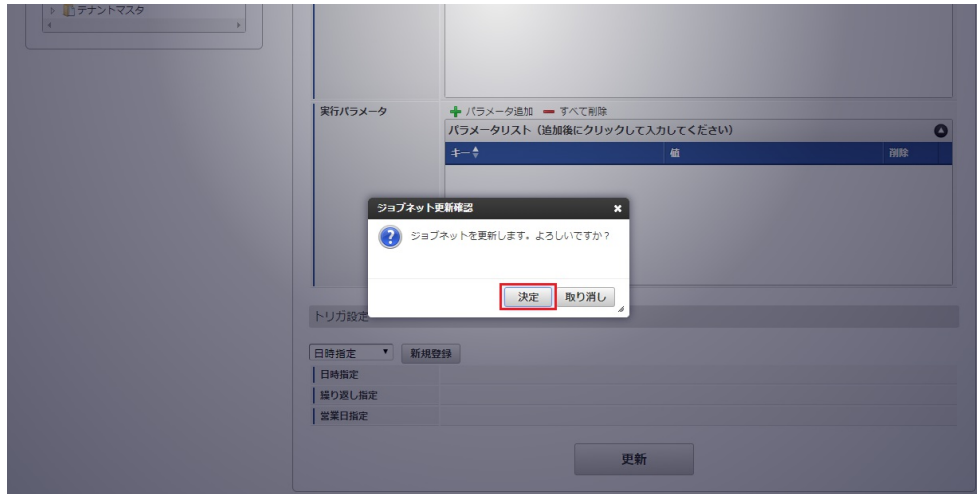 テナントマスタ
実行パラメータ
パラメータ追加 すべて削除
パラメータリスト（追加後にクリックして入力してください）
キー 値 削除
ジョブネット更新確認
ジョブネットを更新します。よろしいですか？
決定 取り消し
トリガ設定
日時指定 新規登録
日時指定
繰り返し指定
営業日指定
更新